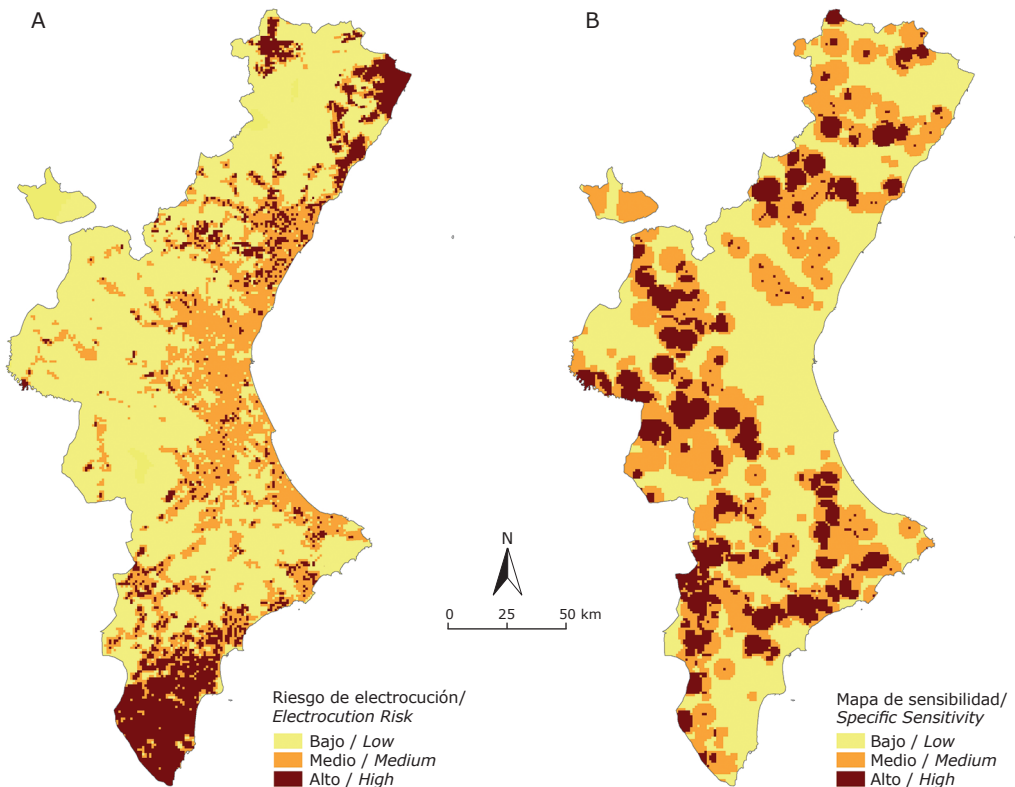 A
B
N
0 25 50 km
Riesgo de electrocución/
Electrocution Risk
Bajo / Low
Medio / Medium
Alto / High
Mapa de sensibilidad/
Specific Sensitivity
Bajo / Low
Medio / Medium
Alto / High